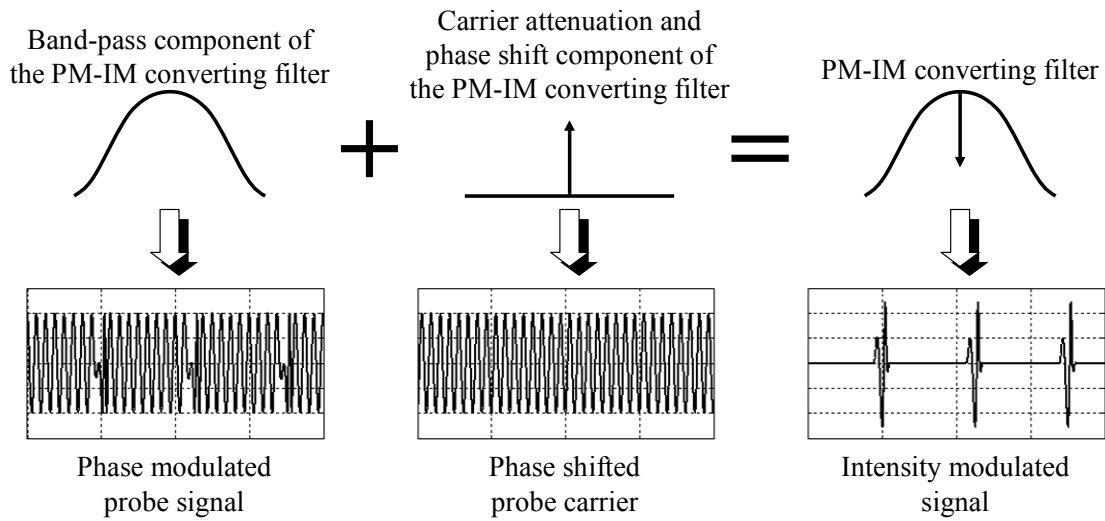 Band-pass component of
the PM-IM converting filter
Carrier attenuation and
phase shift component of
the PM-IM converting filter
PM-IM converting filter
Phase modulated
probe signal
Phase shifted
probe carrier
Intensity modulated
signal